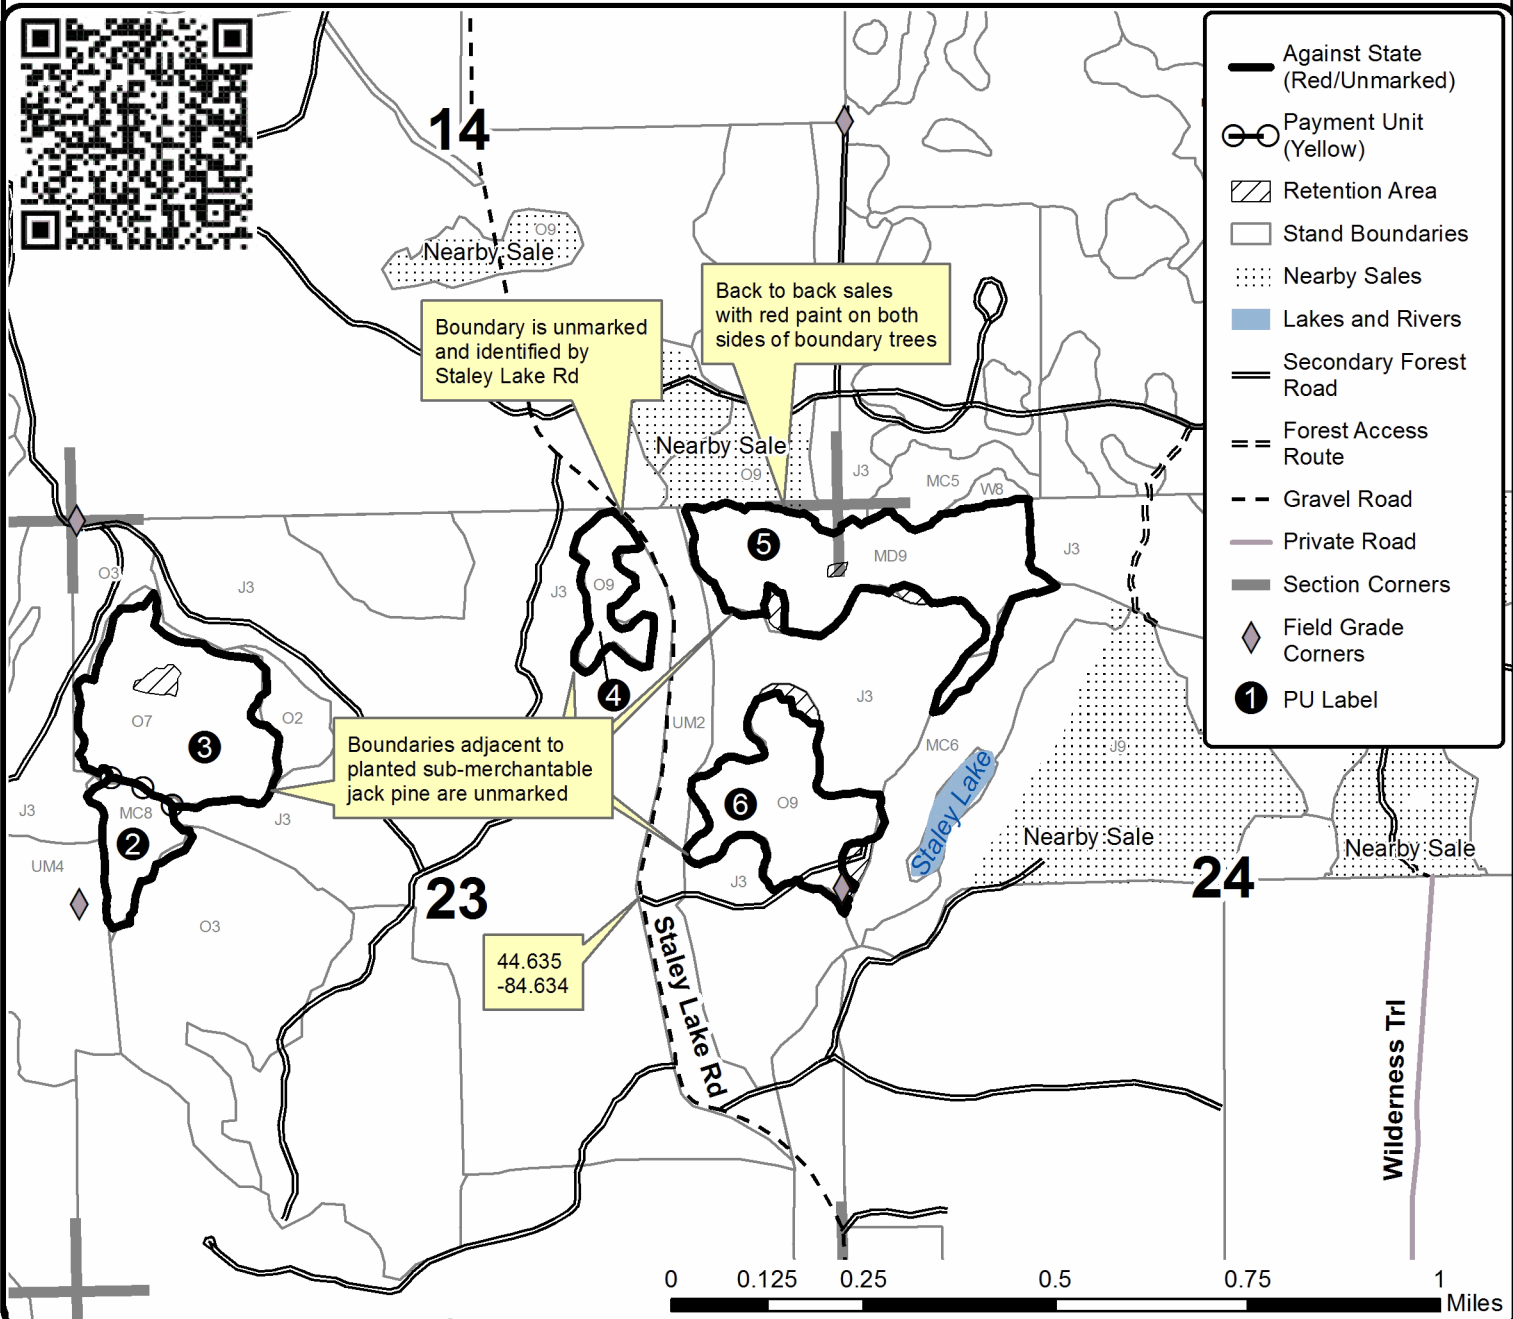 14
O9
Nearby Sale
Boundary is unmarked
and identified by
Staley Lake Rd
Back to back sales
with red paint on both
sides of boundary trees
Nearby Sale
O9
J3
MC5
W8
5
MD9
J3
O3
J3
J3
O9
4
O7
3
O2
UM2
J3
MC6
J9
Boundaries adjacent to
planted sub-merchantable
jack pine are unmarked
6
O9
Staley Lake
J3
MC8
J3
2
UM4
Nearby Sale
Nearby Sale
J3
23
24
O3
44.635
-84.634
Staley Lake Rd
Wilderness Trl
Against State
(Red/Unmarked)
Payment Unit
(Yellow)
Retention Area
Stand Boundaries
Nearby Sales
Lakes and Rivers
Secondary Forest
Road
Forest Access
Route
Gravel Road
Private Road
Section Corners
Field Grade
Corners
1 PU Label
0 0.125 0.25 0.5 0.75 1
Miles